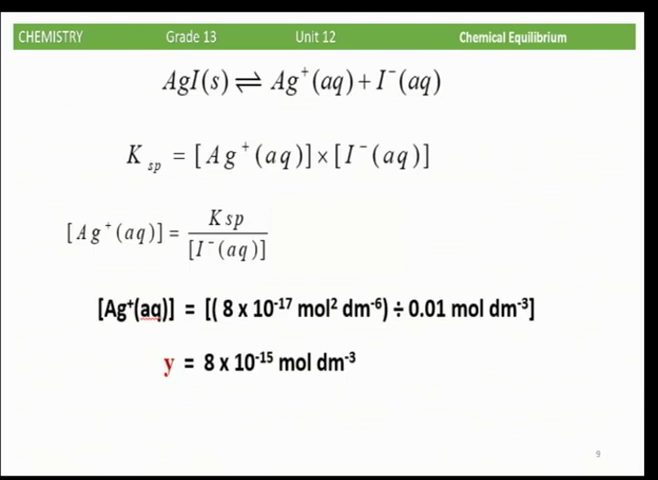 CHEMISTRY Grade 13 Unit 12 Chemical Equilibrium
AgI(s) ⇌ Ag⁺(aq) + I⁻(aq)
K sp = [Ag⁺(aq)] × [I⁻(aq)]
[Ag⁺(aq)] = Ksp / [I⁻(aq)]
[Ag⁺(aq)] = [( 8 x 10⁻¹⁷ mol² dm⁻⁶) ÷ 0.01 mol dm⁻³]
y = 8 x 10⁻¹⁵ mol dm⁻³
9